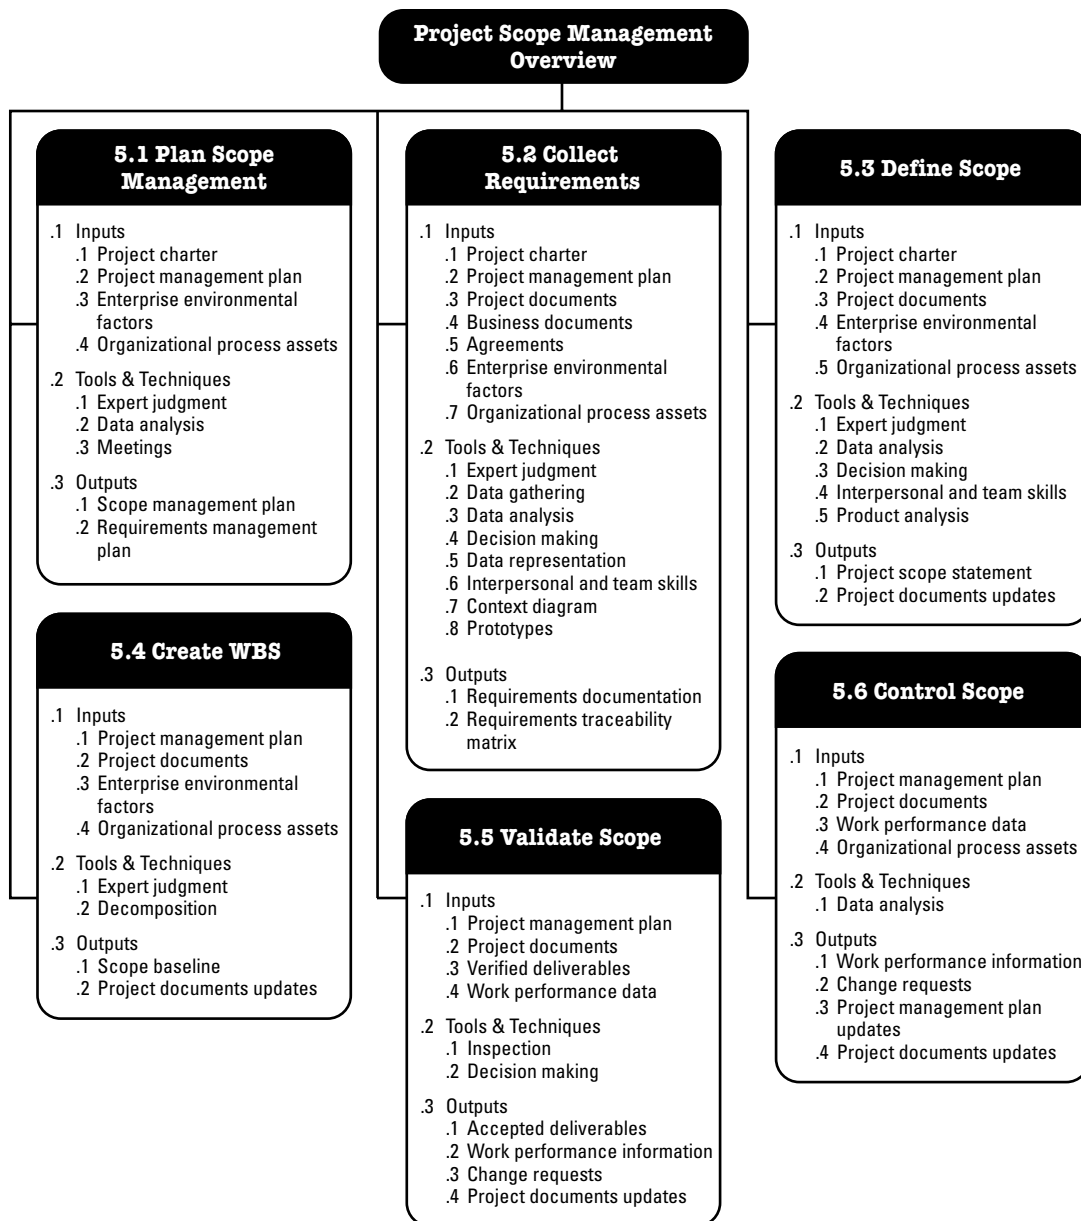 Project Scope Management
Overview
5.1 Plan Scope
Management
.1 Inputs
.1 Project charter
.2 Project management plan
.3 Enterprise environmental
factors
.4 Organizational process assets
.2 Tools & Techniques
.1 Expert judgment
.2 Data analysis
.3 Meetings
.3 Outputs
.1 Scope management plan
.2 Requirements management
plan
5.2 Collect
Requirements
.1 Inputs
.1 Project charter
.2 Project management plan
.3 Project documents
.4 Business documents
.5 Agreements
.6 Enterprise environmental
factors
.7 Organizational process assets
.2 Tools & Techniques
.1 Expert judgment
.2 Data gathering
.3 Data analysis
.4 Decision making
.5 Data representation
.6 Interpersonal and team skills
.7 Context diagram
.8 Prototypes
.3 Outputs
.1 Requirements documentation
.2 Requirements traceability
matrix
5.3 Define Scope
.1 Inputs
.1 Project charter
.2 Project management plan
.3 Project documents
.4 Enterprise environmental
factors
.5 Organizational process assets
.2 Tools & Techniques
.1 Expert judgment
.2 Data analysis
.3 Decision making
.4 Interpersonal and team skills
.5 Product analysis
.3 Outputs
.1 Project scope statement
.2 Project documents updates
5.4 Create WBS
.1 Inputs
.1 Project management plan
.2 Project documents
.3 Enterprise environmental
factors
.4 Organizational process assets
.2 Tools & Techniques
.1 Expert judgment
.2 Decomposition
.3 Outputs
.1 Scope baseline
.2 Project documents updates
5.5 Validate Scope
.1 Inputs
.1 Project management plan
.2 Project documents
.3 Verified deliverables
.4 Work performance data
.2 Tools & Techniques
.1 Inspection
.2 Decision making
.3 Outputs
.1 Accepted deliverables
.2 Work performance information
.3 Change requests
.4 Project documents updates
5.6 Control Scope
.1 Inputs
.1 Project management plan
.2 Project documents
.3 Work performance data
.4 Organizational process assets
.2 Tools & Techniques
.1 Data analysis
.3 Outputs
.1 Work performance information
.2 Change requests
.3 Project management plan
updates
.4 Project documents updates